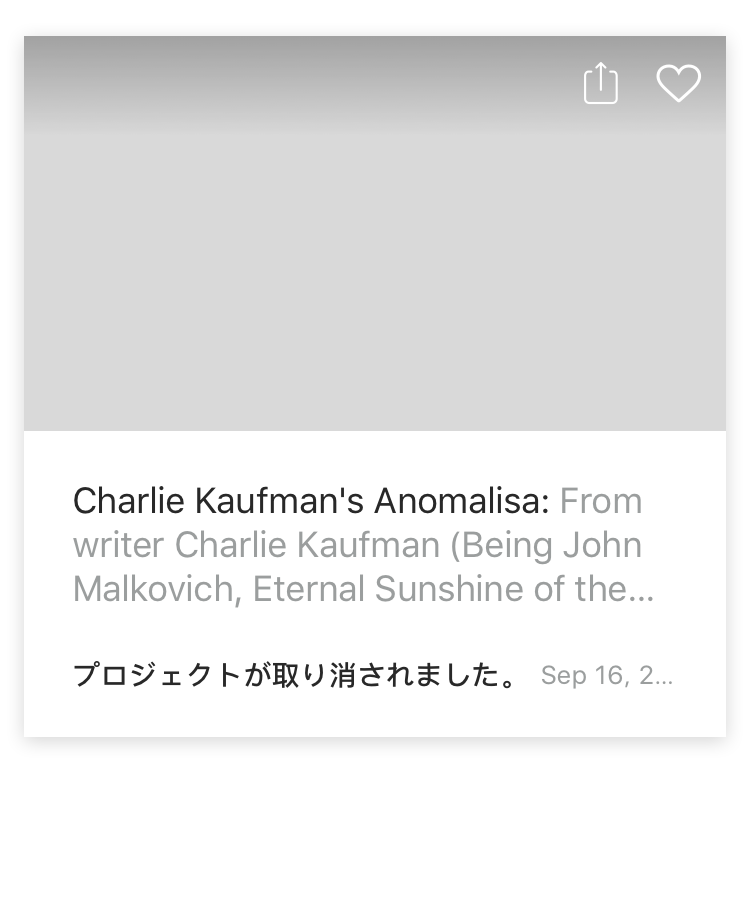 Charlie Kaufman's Anomalisa: From
writer Charlie Kaufman (Being John
Malkovich, Eternal Sunshine of the...
プロジェクトが取り消されました。 Sep 16, 2...